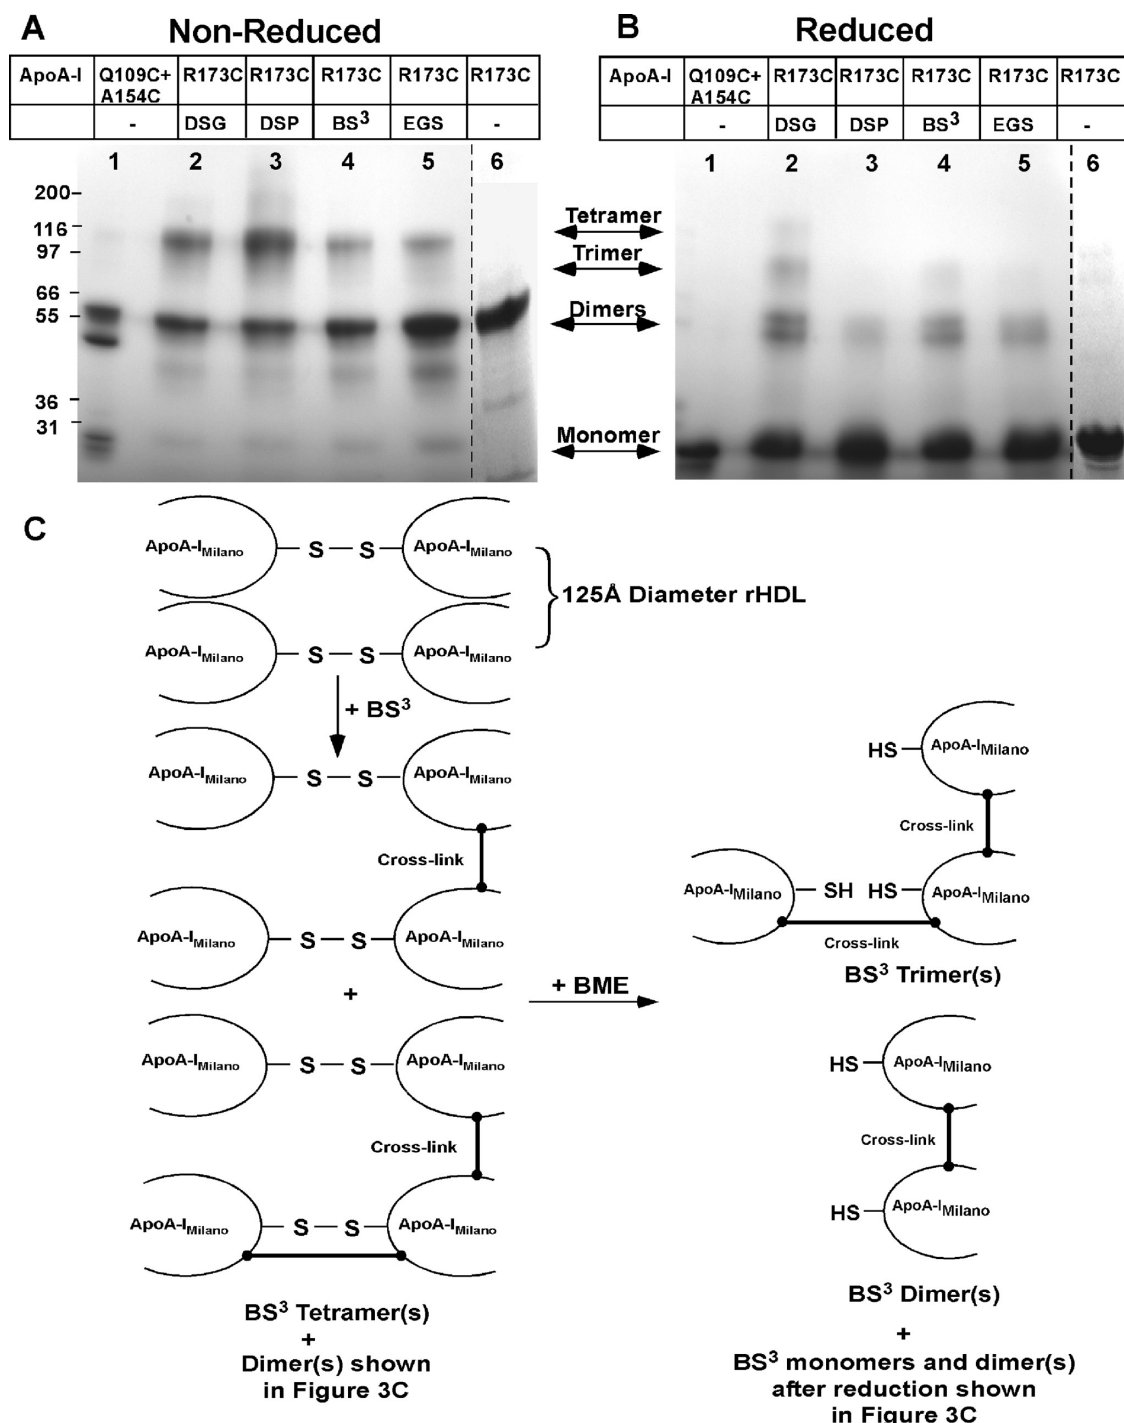 A
Non-Reduced
ApoA-I Q109C+ R173C R173C R173C R173C R173C
A154C
- DSG DSP BS³ EGS -
1 2 3 4 5 6
200
116
97
66
55
36
31
B
Reduced
ApoA-I Q109C+ R173C R173C R173C R173C R173C
A154C
- DSG DSP BS³ EGS -
1 2 3 4 5 6
Tetramer
Trimer
Dimers
Monomer
C
ApoA-IMilano S S ApoA-IMilano
125Å Diameter rHDL
ApoA-IMilano S S ApoA-IMilano
+ BS³
ApoA-IMilano S S ApoA-IMilano
Cross-link
ApoA-IMilano S S ApoA-IMilano
+
ApoA-IMilano S S ApoA-IMilano
Cross-link
ApoA-IMilano S S ApoA-IMilano
BS³ Tetramer(s)
+
Dimer(s) shown
in Figure 3C
+ BME
HS ApoA-IMilano
Cross-link
ApoA-IMilano SH HS ApoA-IMilano
Cross-link
BS³ Trimer(s)
HS ApoA-IMilano
Cross-link
HS ApoA-IMilano
BS³ Dimer(s)
+
BS³ monomers and dimer(s)
after reduction shown
in Figure 3C